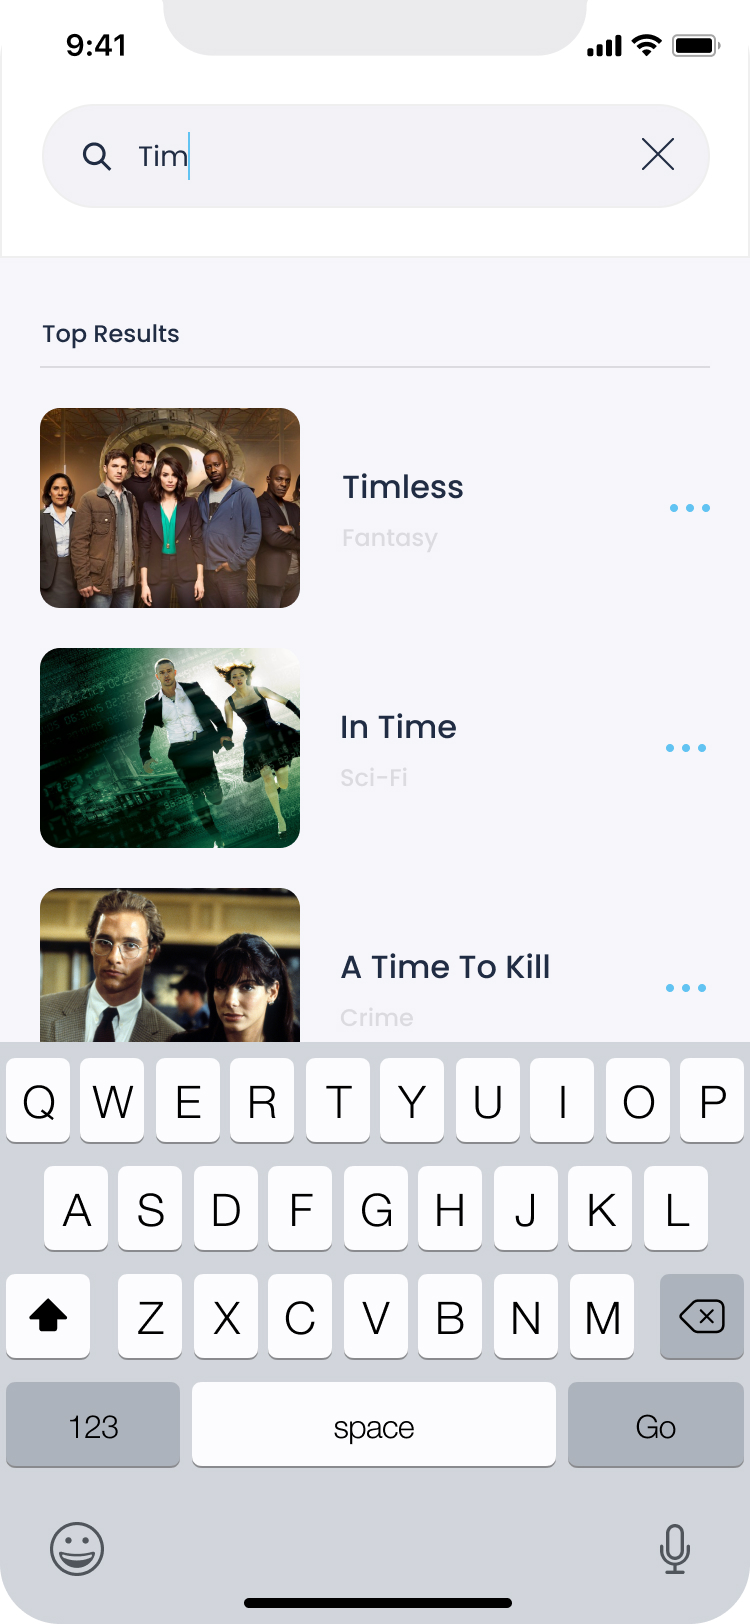 9:41
Tim
Top Results
Timless
Fantasy
In Time
Sci-Fi
A Time To Kill
Crime
Q W E R T Y U I O P
A S D F G H J K L
Z X C V B N M
123 space Go